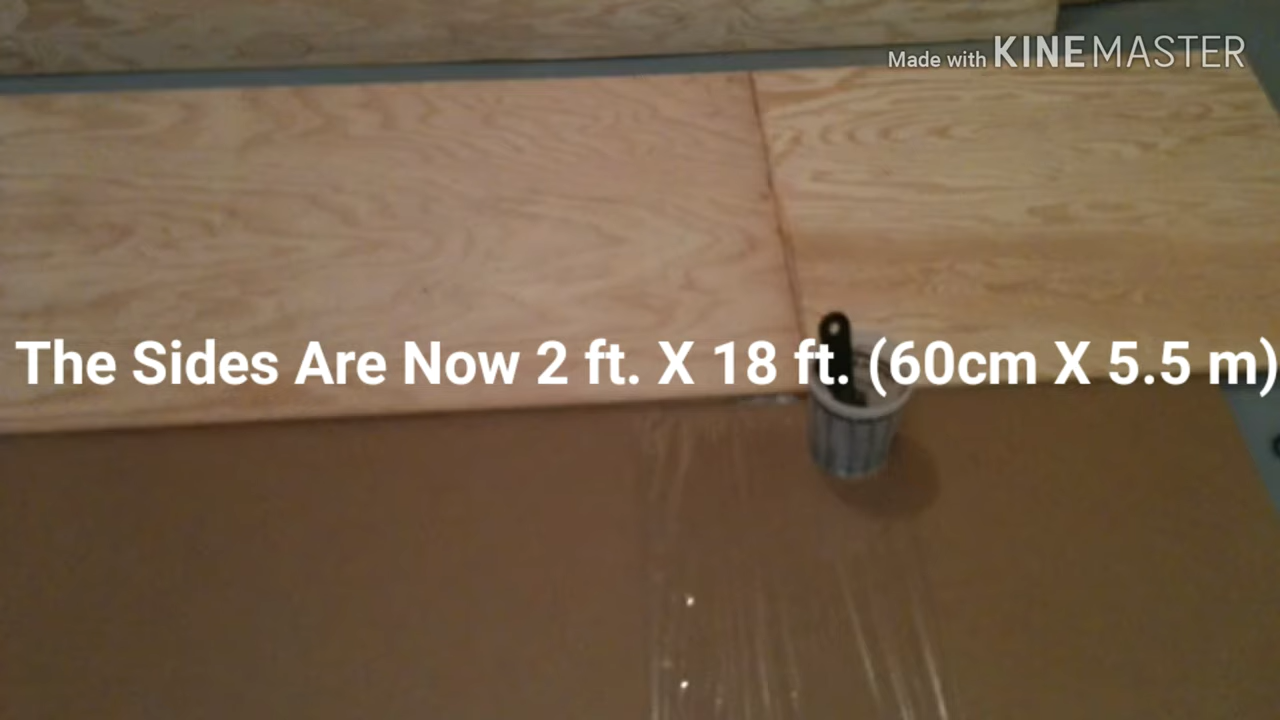 Made with KINEMASTER
The Sides Are Now 2 ft. X 18 ft. (60cm X 5.5 m)